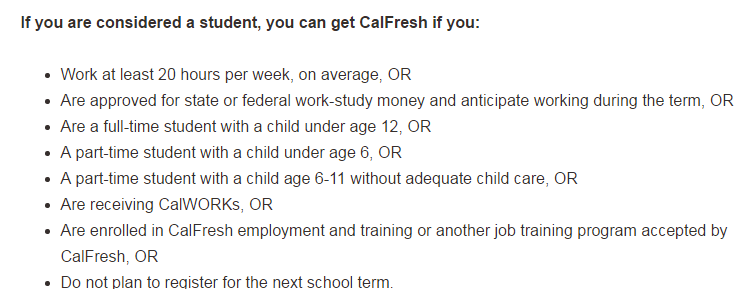 If you are considered a student, you can get CalFresh if you:
• Work at least 20 hours per week, on average, OR
• Are approved for state or federal work-study money and anticipate working during the term, OR
• Are a full-time student with a child under age 12, OR
• A part-time student with a child under age 6, OR
• A part-time student with a child age 6-11 without adequate child care, OR
• Are receiving CalWORKs, OR
• Are enrolled in CalFresh employment and training or another job training program accepted by
CalFresh, OR
• Do not plan to register for the next school term.